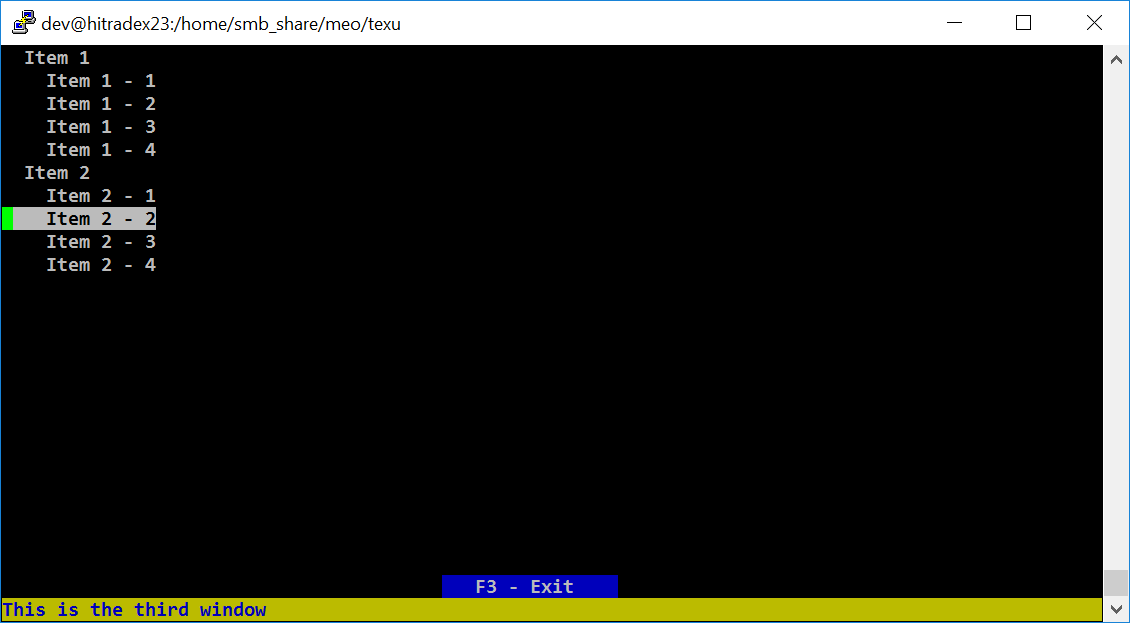 dev@hitradex23:/home/smb_share/meo/texu
Item 1
Item 1 - 1
Item 1 - 2
Item 1 - 3
Item 1 - 4
Item 2
Item 2 - 1
Item 2 - 2
Item 2 - 3
Item 2 - 4
F3 - Exit
This is the third window